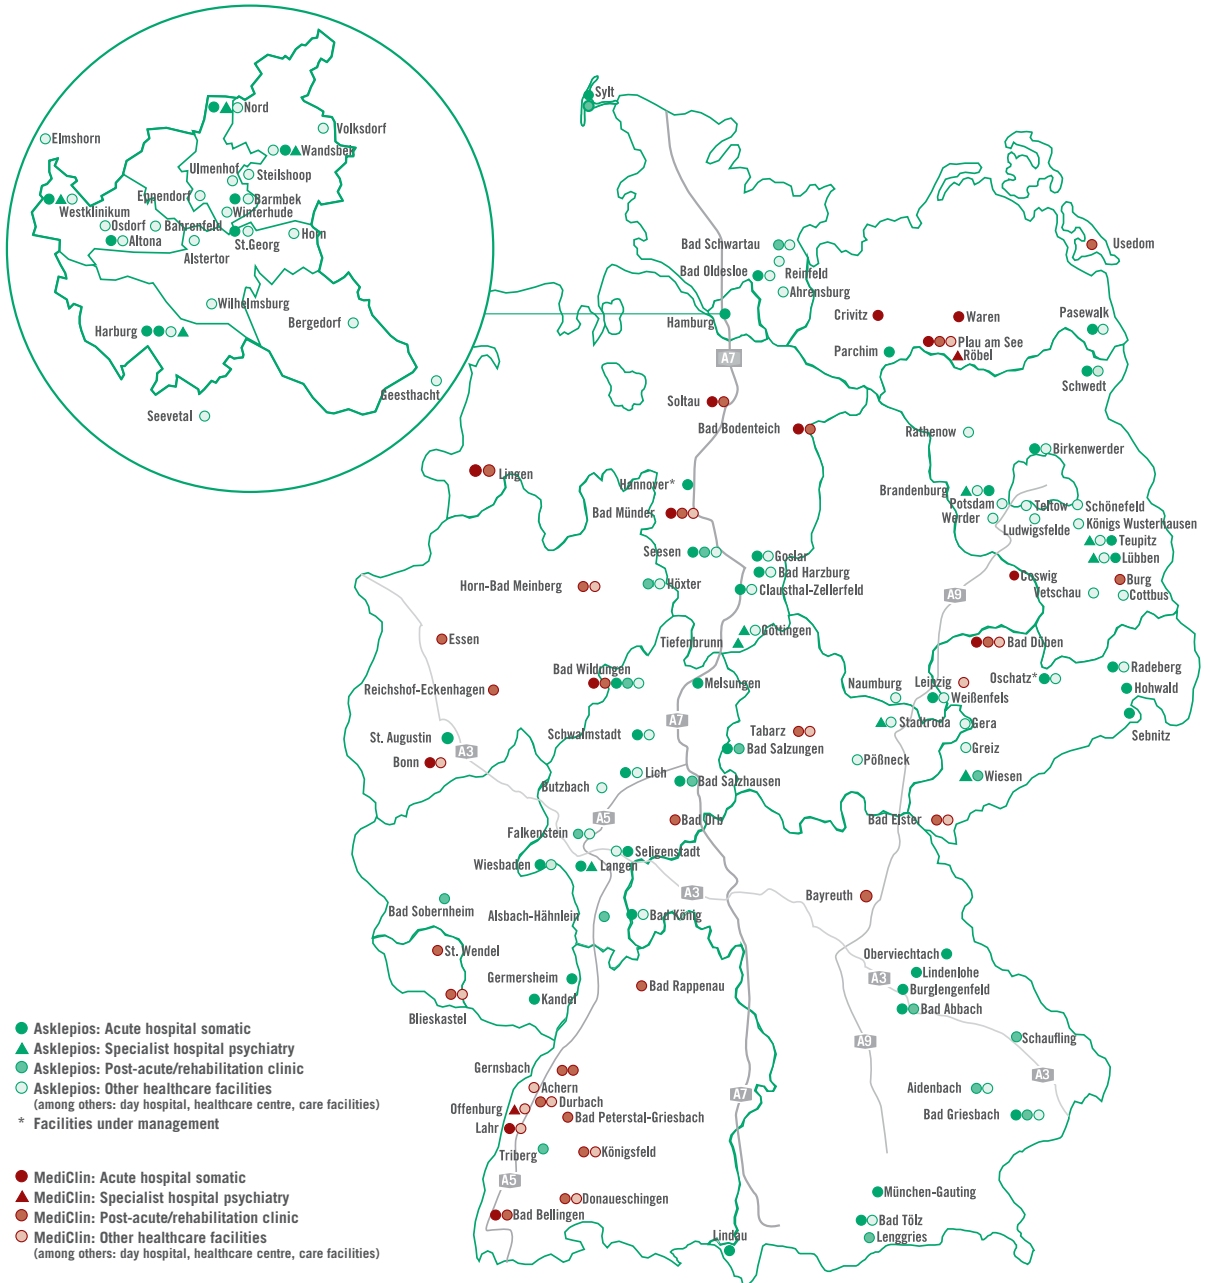 Sylt
Nord
Volksdorf
Elmshorn
Wandsbek
Ulmenhof
Steilshoop
Eppendorf
Barmbek
Westklinikum
Winterhude
Osdorf
Bahrenfeld
Altona
St.Georg
Horn
Alstertor
Wilhelmsburg
Bergedorf
Harburg
Geesthacht
Seevetal
Bad Schwartau
Usedom
Bad Oldesloe
Reinfeld
Ahrensburg
Hamburg
Crivitz
Waren
Pasewalk
Plau am See
Parchim
Röbel
A7
Schwedt
Soltau
Bad Bodenteich
Rathenow
Birkenwerder
Lingen
Hannover*
Brandenburg
Potsdam
Teltow
Schönefeld
Bad Münder
Werder
Ludwigsfelde
Königs Wusterhausen
Teupitz
Seesen
Goslar
Lübben
Bad Harzburg
Coswig
Burg
Horn-Bad Meinberg
Höxter
Clausthal-Zellerfeld
A9
Vetschau
Cottbus
Göttingen
Essen
Tiefenbrunn
Bad Düben
Bad Wildungen
Radeberg
Reichshof-Eckenhagen
Melsungen
Naumburg
Leipzig
Oschatz*
Hohwald
Weißenfels
A7
Stadtroda
Gera
Sebnitz
St. Augustin
Schwalmstadt
Tabarz
Bad Salzungen
Greiz
A3
Bonn
Pößneck
Lich
Wiesen
Butzbach
Bad Salzhausen
A5
Bad Orb
Bad Elster
Falkenstein
Seligenstadt
Wiesbaden
Langen
A3
Bayreuth
Bad Sobernheim
Alsbach-Hähnlein
Bad König
St. Wendel
Oberviechtach
Germersheim
A3
Lindenlohe
Bad Rappenau
Burglengenfeld
Kandel
Bad Abbach
Blieskastel
Schaufling
A9
Gernsbach
A3
Achern
Aidenbach
A7
Durbach
Offenburg
Bad Peterstal-Griesbach
Bad Griesbach
Lahr
Triberg
Königsfeld
A5
München-Gauting
Donaueschingen
Bad Bellingen
Bad Tölz
Lindau
Lenggries
Asklepios: Acute hospital somatic
Asklepios: Specialist hospital psychiatry
Asklepios: Post-acute/rehabilitation clinic
Asklepios: Other healthcare facilities
(among others: day hospital, healthcare centre, care facilities)
* Facilities under management
MediClin: Acute hospital somatic
MediClin: Specialist hospital psychiatry
MediClin: Post-acute/rehabilitation clinic
MediClin: Other healthcare facilities
(among others: day hospital, healthcare centre, care facilities)